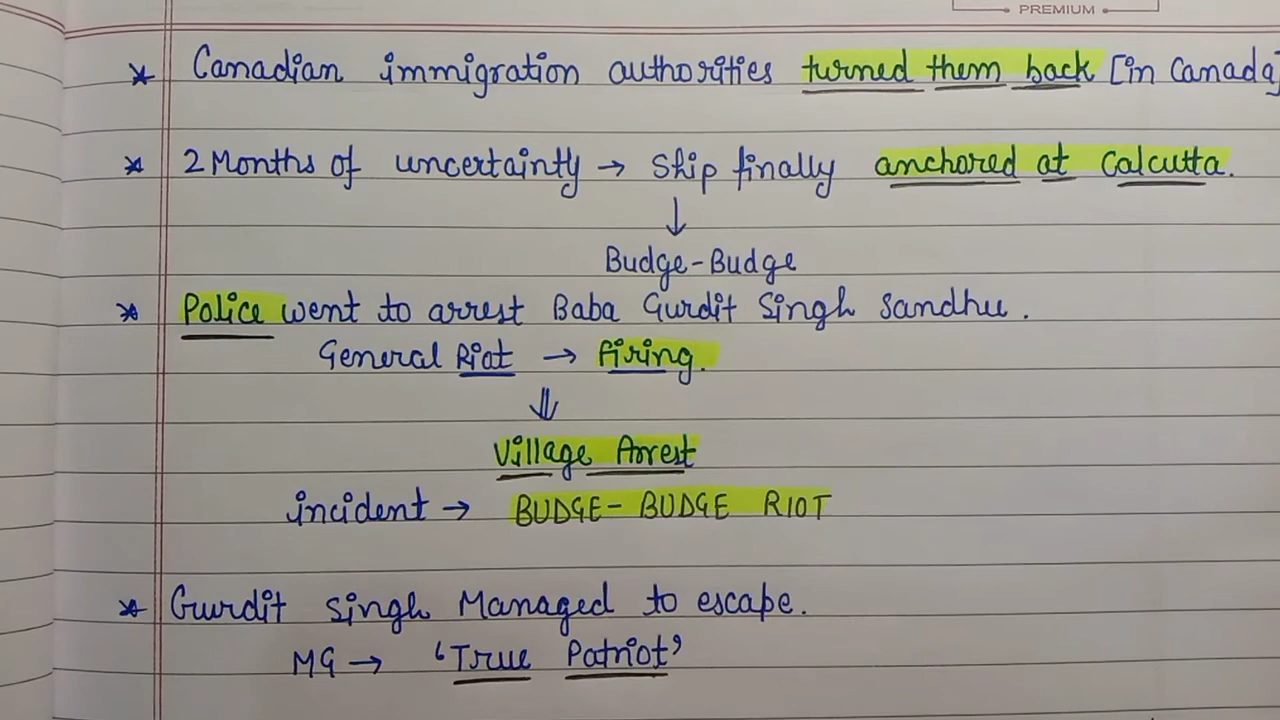 PREMIUM
* Canadian immigration authorities turned them back [in Canada]
* 2 Months of uncertainty → Ship finally anchored at Calcutta.
↓
Budge-Budge
* Police went to arrest Baba Gurdit Singh Sandhu.
General Riot → firing.
⇓
Village Arrest
incident → BUDGE-BUDGE RIOT
* Gurdit singh Managed to escape.
MG → 'True Patriot'